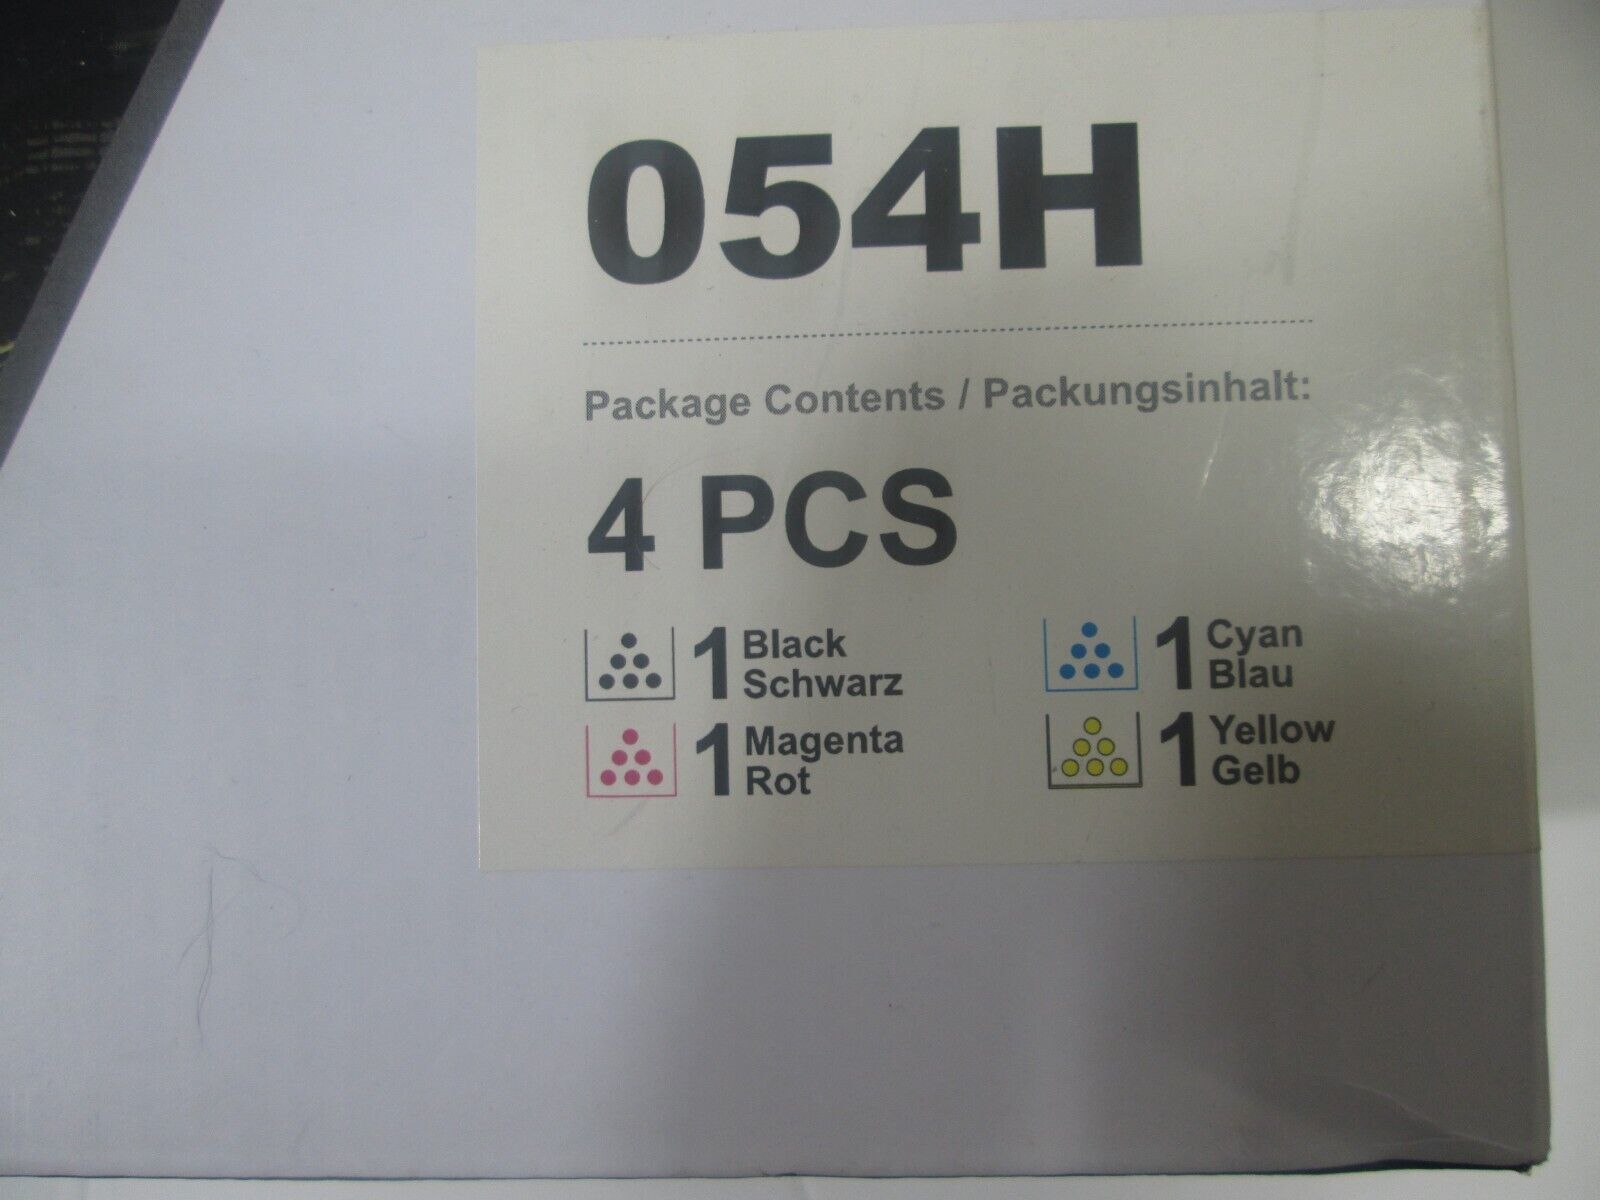 054H
Package Contents / Packungsinhalt:
4 PCS
1 Black
Schwarz
1 Cyan
Blau
1 Magenta
Rot
1 Yellow
Gelb